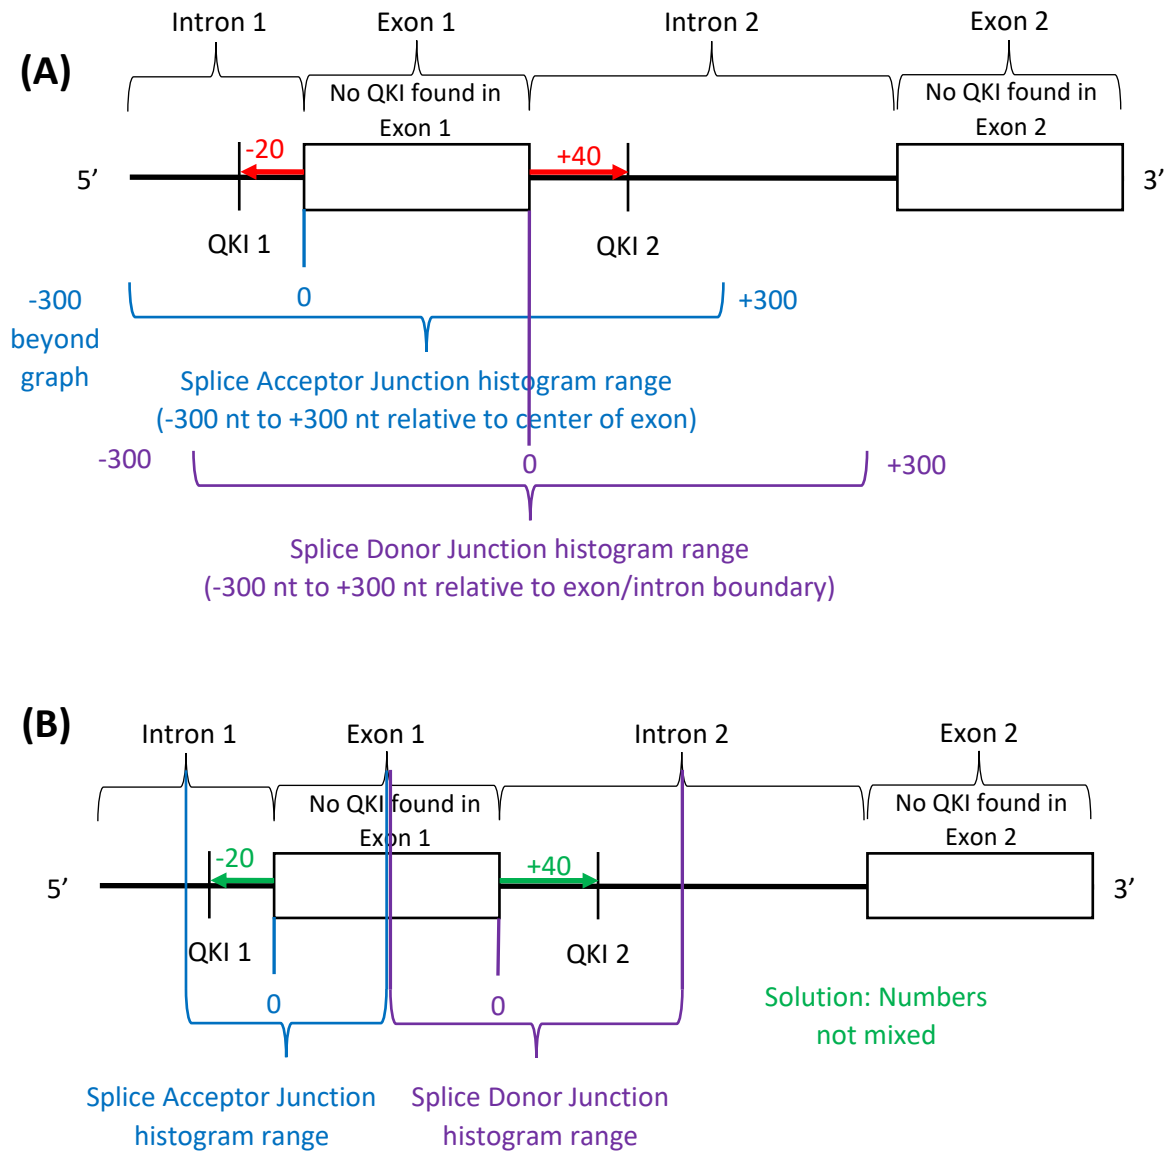 Intron 1
Exon 1
Intron 2
Exon 2
(A)
No QKI found in
Exon 1
No QKI found in
Exon 2
-20
+40
5’
3’
QKI 1
QKI 2
-300
beyond
graph
0
+300
Splice Acceptor Junction histogram range
(-300 nt to +300 nt relative to center of exon)
-300
0
+300
Splice Donor Junction histogram range
(-300 nt to +300 nt relative to exon/intron boundary)
(B)
Intron 1
Exon 1
Intron 2
Exon 2
No QKI found in
Exon 1
No QKI found in
Exon 2
-20
+40
5’
3’
QKI 1
QKI 2
0
0
Solution: Numbers
not mixed
Splice Acceptor Junction
histogram range
Splice Donor Junction
histogram range